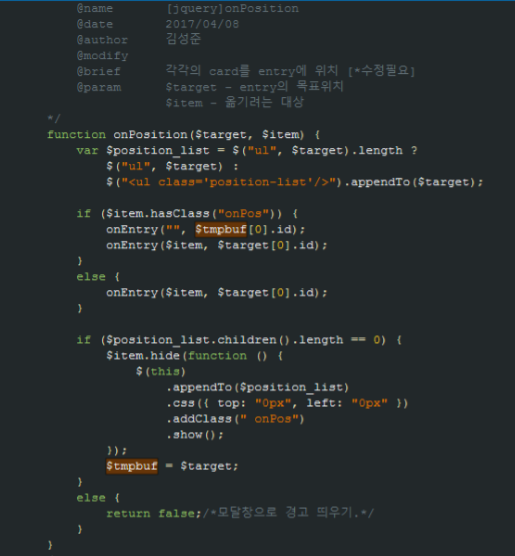 @name [jquery]onPosition
@date 2017/04/08
@author 김성준
@modify
@brief 각각의 card를 entry에 위치 [*수정필요]
@param $target - entry의 목표위치
$item - 옮기려는 대상
*/
function onPosition($target, $item) {
var $position_list = $("ul", $target).length ?
$("ul", $target) :
$("<ul class='position-list'/>").appendTo($target);
if ($item.hasClass("onPos")) {
onEntry("", $tmpbuf[0].id);
onEntry($item, $target[0].id);
}
else {
onEntry($item, $target[0].id);
}
if ($position_list.children().length == 0) {
$item.hide(function () {
$(this)
.appendTo($position_list)
.css({ top: "0px", left: "0px" })
.addClass(" onPos")
.show();
});
$tmpbuf = $target;
}
else {
return false;/*모달창으로 경고 띄우기.*/
}
}